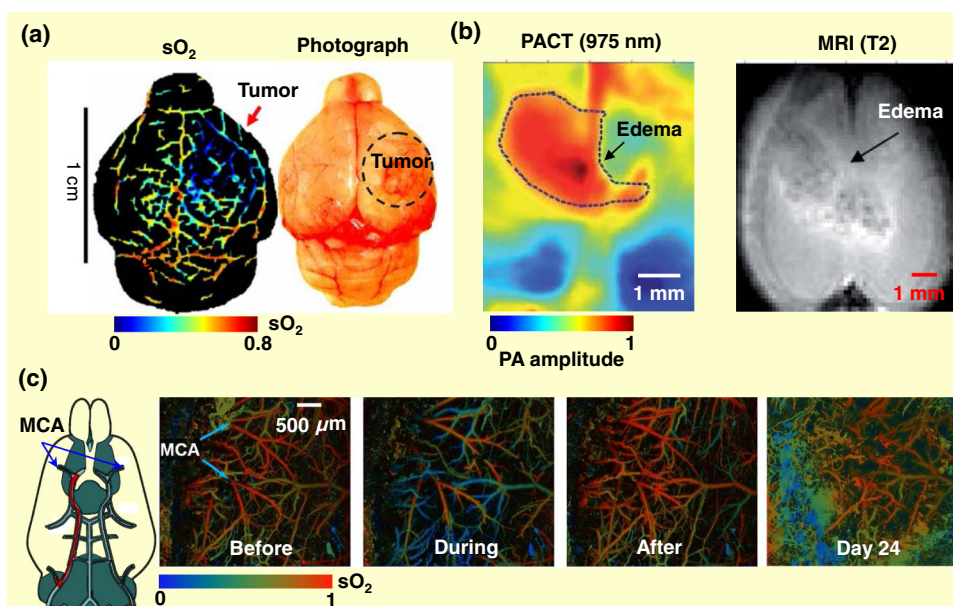 (a)
sO2
Photograph
Tumor
Tumor
1 cm
0
0.8
sO2
(b)
PACT (975 nm)
MRI (T2)
Edema
Edema
1 mm
1 mm
0
1
PA amplitude
(c)
MCA
MCA
500 µm
Before
During
After
Day 24
sO2
0
1